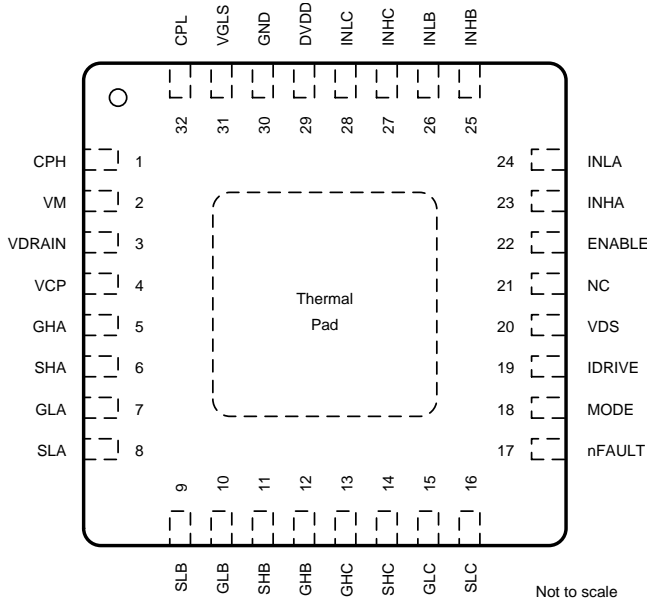 CPL VGLS GND DVDD INLC INHC INLB INHB
32 31 30 29 28 27 26 25
CPH 1 24 INLA
VM 2 23 INHA
VDRAIN 3 22 ENABLE
VCP 4 21 NC
GHA 5 20 VDS
SHA 6 19 IDRIVE
GLA 7 18 MODE
SLA 8 17 nFAULT
Thermal
Pad
9 10 11 12 13 14 15 16
SLB GLB SHB GHB GHC SHC GLC SLC
Not to scale